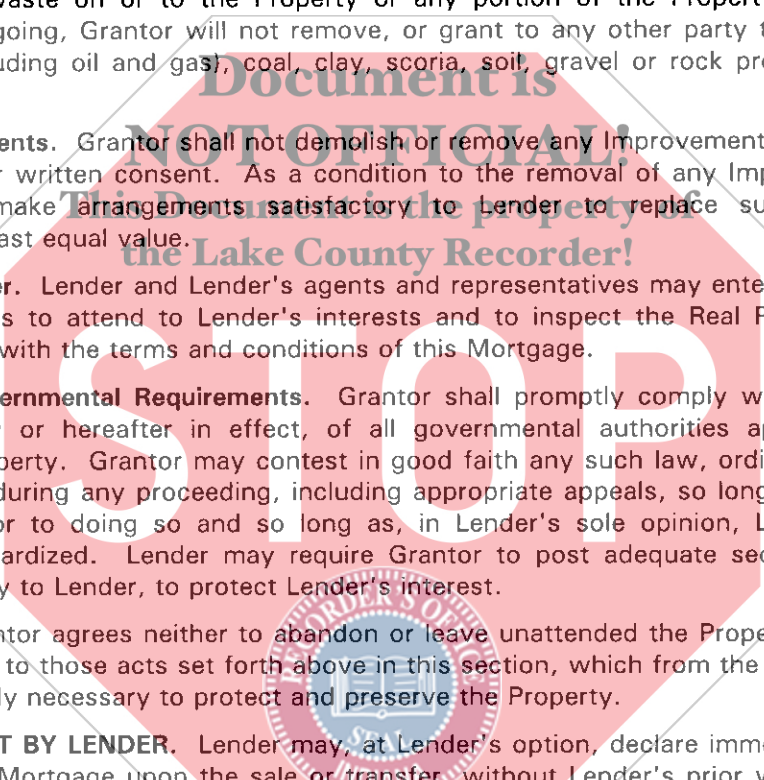 waste on or to the Property or any portion of the Propert
going, Grantor will not remove, or grant to any other party t
uding oil and gas), coal, clay, scoria, soil, gravel or rock pro
Document is
ents. Grantor shall not demolish or remove any Improvement
NOT OFFICIAL!
r written consent. As a condition to the removal of any Imp
make arrangements satisfactory to Lender to replace su
This Document is the property of
ast equal value.
the Lake County Recorder!
er. Lender and Lender's agents and representatives may ente
s to attend to Lender's interests and to inspect the Real P
with the terms and conditions of this Mortgage.
STOP
ernmental Requirements. Grantor shall promptly comply w
or hereafter in effect, of all governmental authorities ap
perty. Grantor may contest in good faith any such law, ordi
during any proceeding, including appropriate appeals, so long
or to doing so and so long as, in Lender's sole opinion, L
ardized. Lender may require Grantor to post adequate sec
y to Lender, to protect Lender's interest.
RECORDER'S OFFICE
ntor agrees neither to abandon or leave unattended the Prope
to those acts set forth above in this section, which from the
ly necessary to protect and preserve the Property.
SEAL
T BY LENDER. Lender may, at Lender's option, declare imme
Mortgage upon the sale or transfer, without Lender's prior w